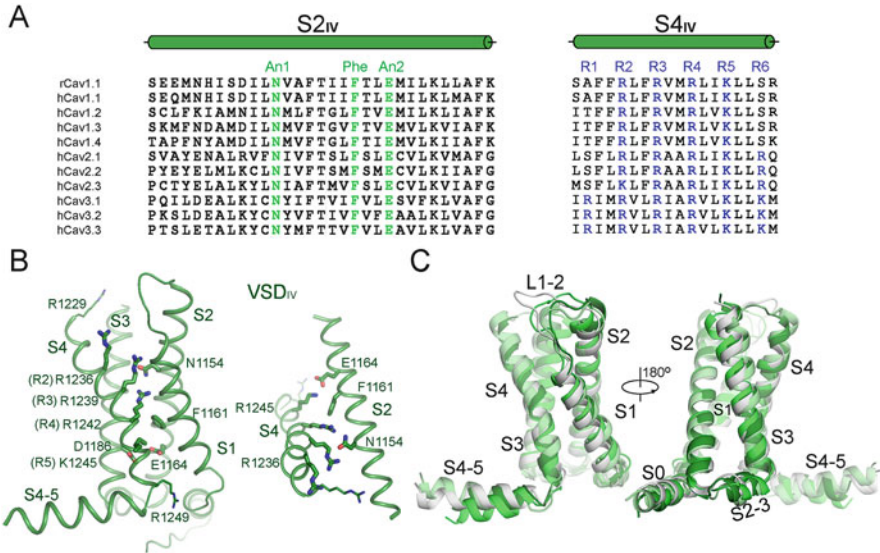 A
S2IV S4IV
An1 Phe An2 R1 R2 R3 R4 R5 R6
rCav1.1 SEEMNHISDILNVAFTIIFTLEMILKLLAFK SAFFRLFRVMRLIKLLSR
hCav1.1 SEQMNHISDILNVAFTIIFTLEMILKLLAFK SAFFRLFRVMRLIKLLSR
hCav1.2 SCLFKIAMNILNMLFTGLFTVEMILKLIAFK ITFFRLFRVMRLVKLLSR
hCav1.3 SKMFNDAMDILNMVFTGVFTVEMVLKVIAFK ITFFRLFRVMRLVKLLSR
hCav1.4 TAPFNYAMDILNMVFTGLFTIEMVLKIIAFK ITFFRLFRVMRLVKLLSR
hCav2.1 SVAYENALRVFNIVFTSLFSLECVLKVMAFG LSFLRLFRAARLIKLLRQ
hCav2.2 PYEYELMLKCLNIVFTSMFSMECVLKIIAFG LSFLRLFRAARLIKLLRQ
hCav2.3 PCTYELALKYLNIAFTMVFSLECVLKVIAFG MSFLKLFRAARLIKLLRQ
hCav3.1 PQILDEALKICNYIFTVIFVLESVFKLVAFG IRIMRVLRIARVLKLLKM
hCav3.2 PKSLDEALKYCNYVFTIVFVFEAALKLVAFG IRIMRVLRIARVLKLLKM
hCav3.3 PTSLETALKYCNYMFTTVFVLEAVLKLVAFG IRIMRVLRIARVLKLLKM
B
VSDIV
R1229
S3
S2
S4
N1154
(R2) R1236
(R3) R1239
(R4) R1242
F1161
D1186
S1
(R5) K1245
E1164
S4-5
R1249
E1164
F1161
R1245
S2
S4
N1154
R1236
C
L1-2
S2
S4
S1
S3
S4-5
180º
S2
S4
S1
S3
S0
S4-5
S2-3